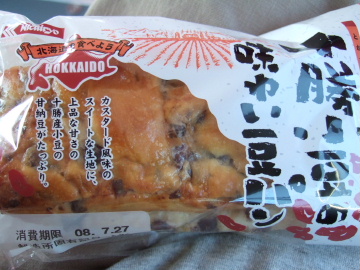 Nichiryo
北海道を食べよう
HOKKAIDO
十勝小豆の
味わい豆パン
カスタード風味の
スイートな生地に、
上品な甘さの
十勝産小豆の
甘納豆がたっぷり。
消費期限 08.7.27